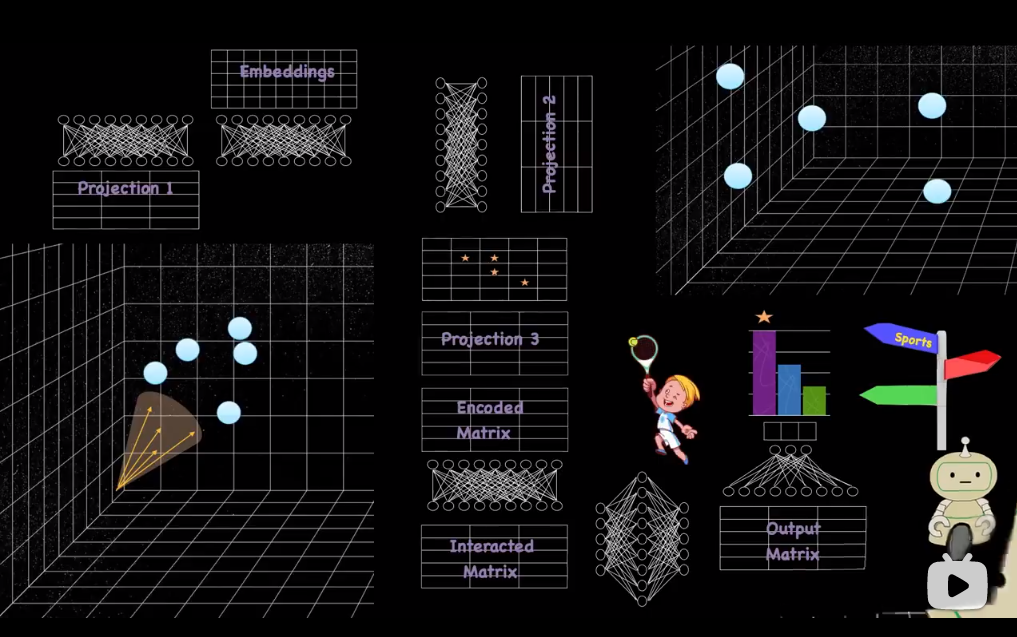 Embeddings
Projection 1
Projection 2
Projection 3
Encoded
Matrix
Interacted
Matrix
Output
Matrix
Sports